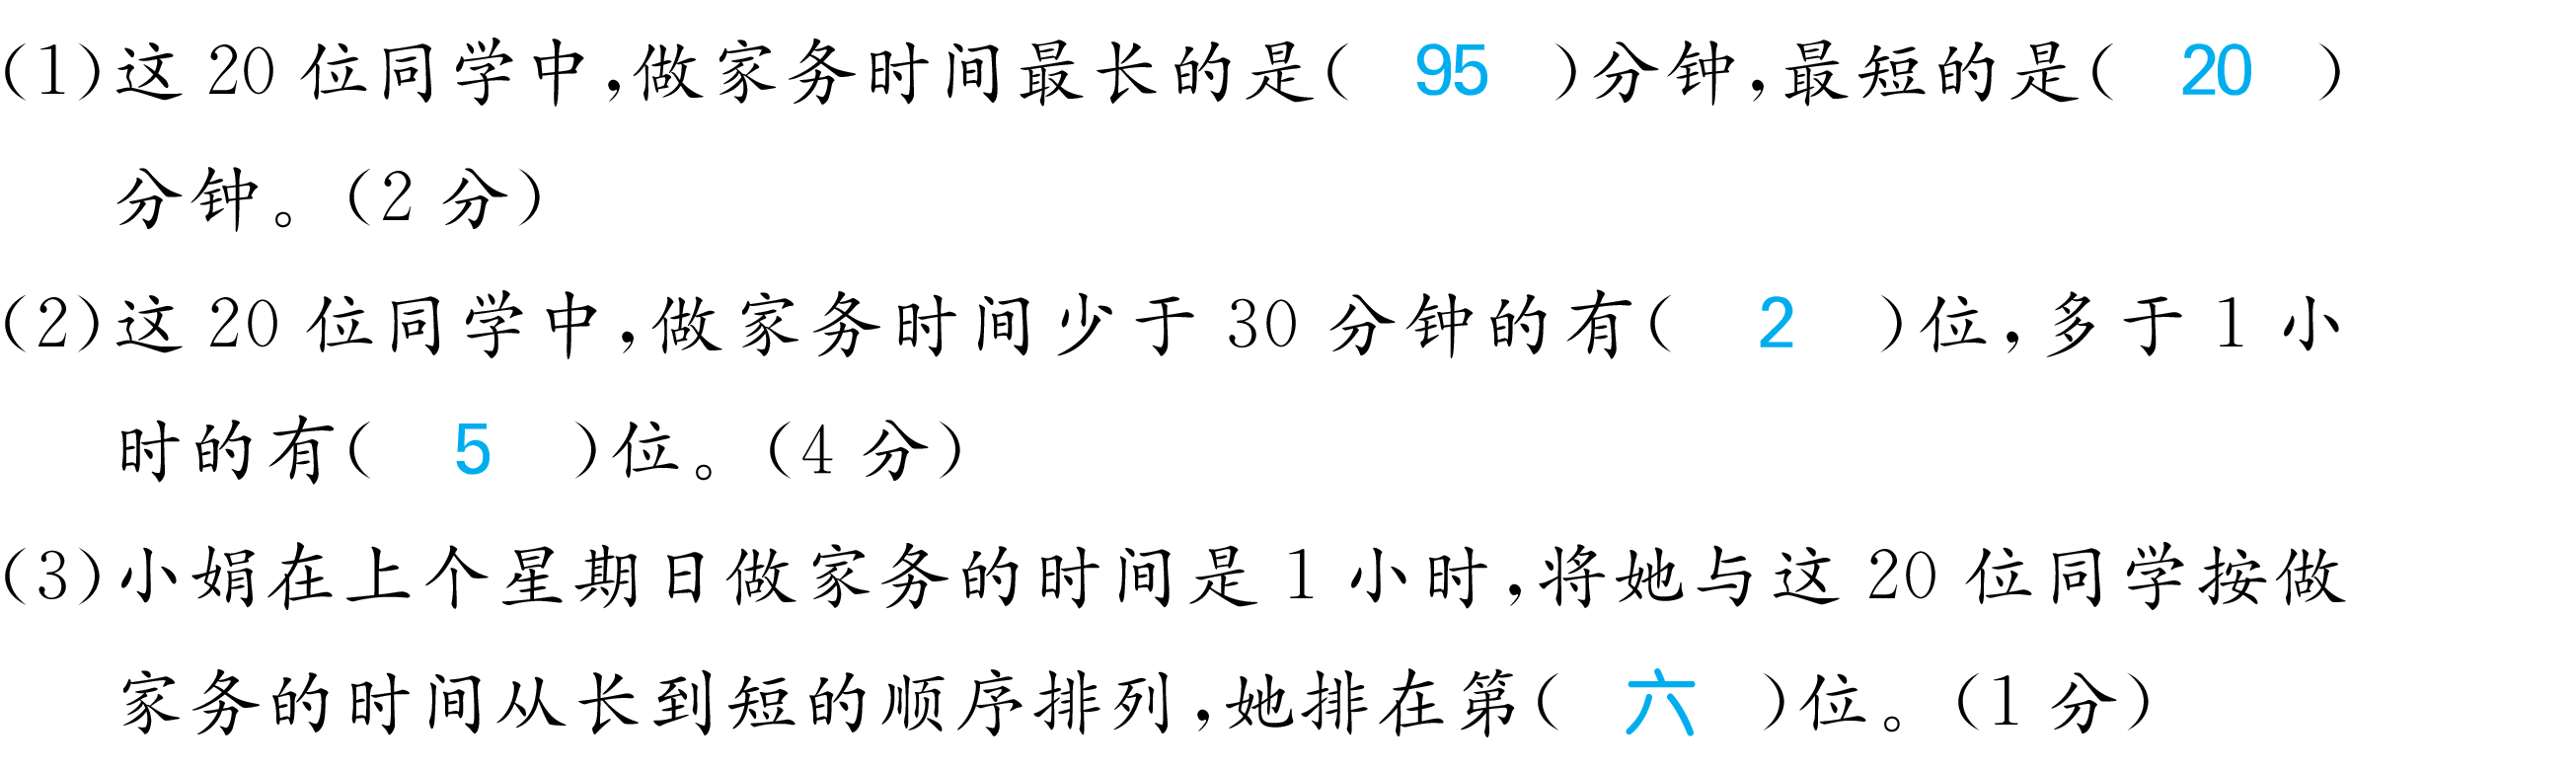 (1)这 20 位同学中,做家务时间最长的是( 95 )分钟,最短的是( 20 )
分钟。(2 分)
(2)这 20 位同学中,做家务时间少于 30 分钟的有( 2 )位,多于 1 小
时的有( 5 )位。(4 分)
(3)小娟在上个星期日做家务的时间是 1 小时,将她与这 20 位同学按做
家务的时间从长到短的顺序排列,她排在第( 六 )位。(1 分)